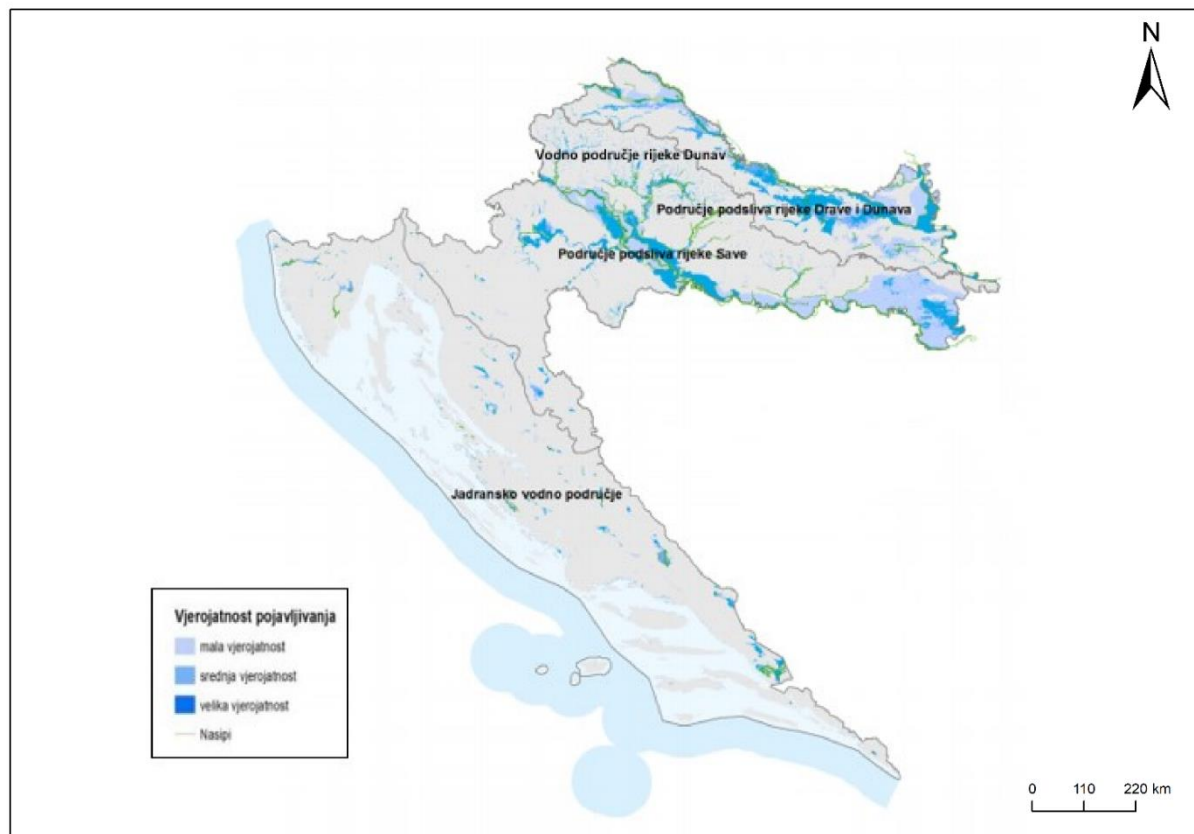 N
Vodno područje rijeke Dunav
Područje podsliva rijeke Drave i Dunava
Područje podsliva rijeke Save
Jadransko vodno područje
Vjerojatnost pojavljivanja
mala vjerojatnost
srednja vjerojatnost
velika vjerojatnost
Nasipi
0 110 220 km